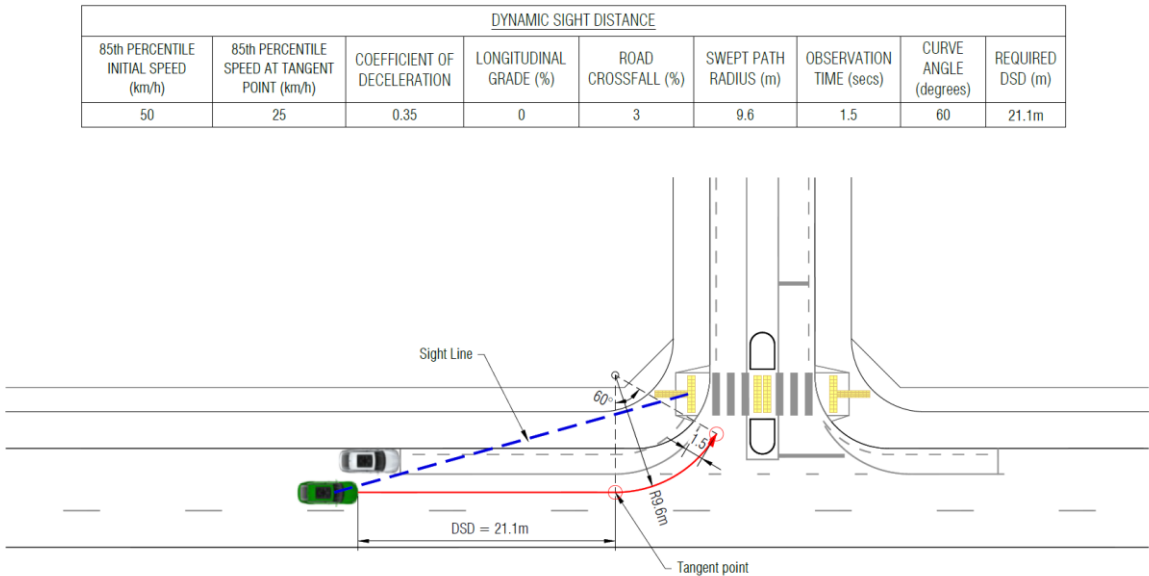 DYNAMIC SIGHT DISTANCE
85th PERCENTILE
INITIAL SPEED
(km/h)
85th PERCENTILE
SPEED AT TANGENT
POINT (km/h)
COEFFICIENT OF
DECELERATION
LONGITUDINAL
GRADE (%)
ROAD
CROSSFALL (%)
SWEPT PATH
RADIUS (m)
OBSERVATION
TIME (secs)
CURVE
ANGLE
(degrees)
REQUIRED
DSD (m)
50
25
0.35
0
3
9.6
1.5
60
21.1m
Sight Line
60°
1.5
R9.6m
DSD = 21.1m
Tangent point